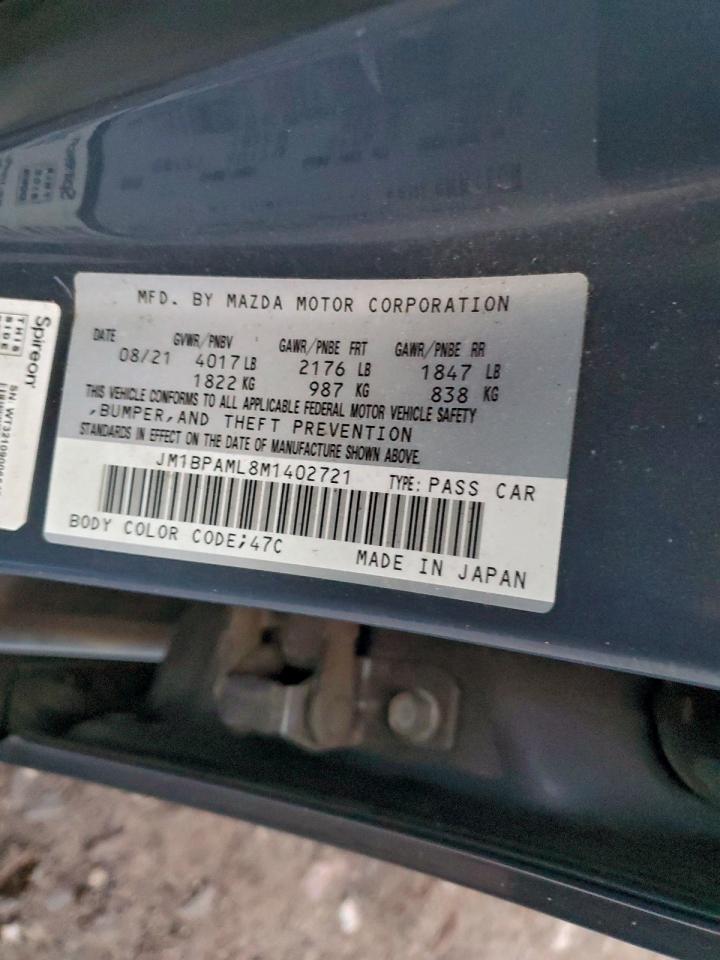 MFD. BY MAZDA MOTOR CORPORATION
DATE GVWR/PNBV GAWR/PNBE FRT GAWR/PNBE RR
08/21 4017 LB 2176 LB 1847 LB
1822 KG 987 KG 838 KG
THIS VEHICLE CONFORMS TO ALL APPLICABLE FEDERAL MOTOR VEHICLE SAFETY
,BUMPER,AND THEFT PREVENTION
STANDARDS IN EFFECT ON THE DATE OF MANUFACTURE SHOWN ABOVE.
JM1BPAML8M1402721 TYPE: PASS CAR
BODY COLOR CODE;47C
MADE IN JAPAN
Spireon
THIS
SIDE